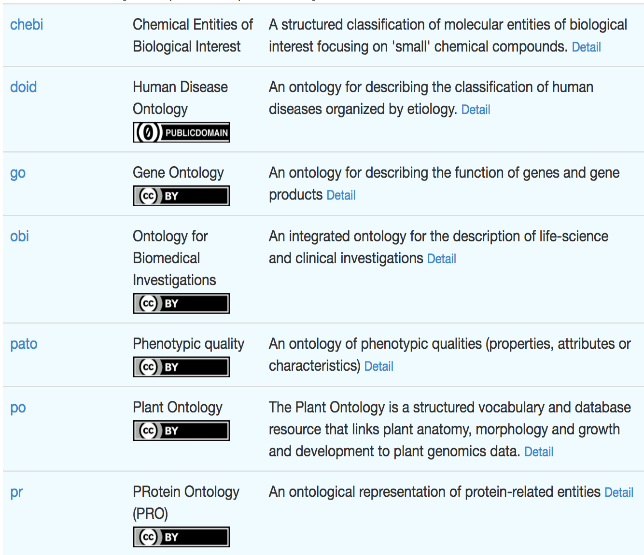 chebi
Chemical Entities of
Biological Interest
A structured classification of molecular entities of biological
interest focusing on 'small' chemical compounds. Detail
doid
Human Disease
Ontology
PUBLICDOMAIN
An ontology for describing the classification of human
diseases organized by etiology. Detail
go
Gene Ontology
cc BY
An ontology for describing the function of genes and gene
products Detail
obi
Ontology for
Biomedical
Investigations
cc BY
An integrated ontology for the description of life-science
and clinical investigations Detail
pato
Phenotypic quality
cc BY
An ontology of phenotypic qualities (properties, attributes or
characteristics) Detail
po
Plant Ontology
cc BY
The Plant Ontology is a structured vocabulary and database
resource that links plant anatomy, morphology and growth
and development to plant genomics data. Detail
pr
PRotein Ontology
(PRO)
cc BY
An ontological representation of protein-related entities Detail